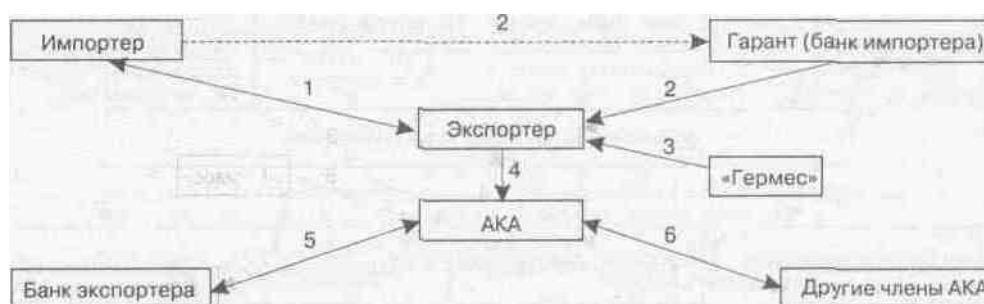 Импортер
2
Гарант (банк импортера)
1
2
Экспортер
3
4
«Гермес»
АКА
5
6
Банк экспортера
Другие члены АКА